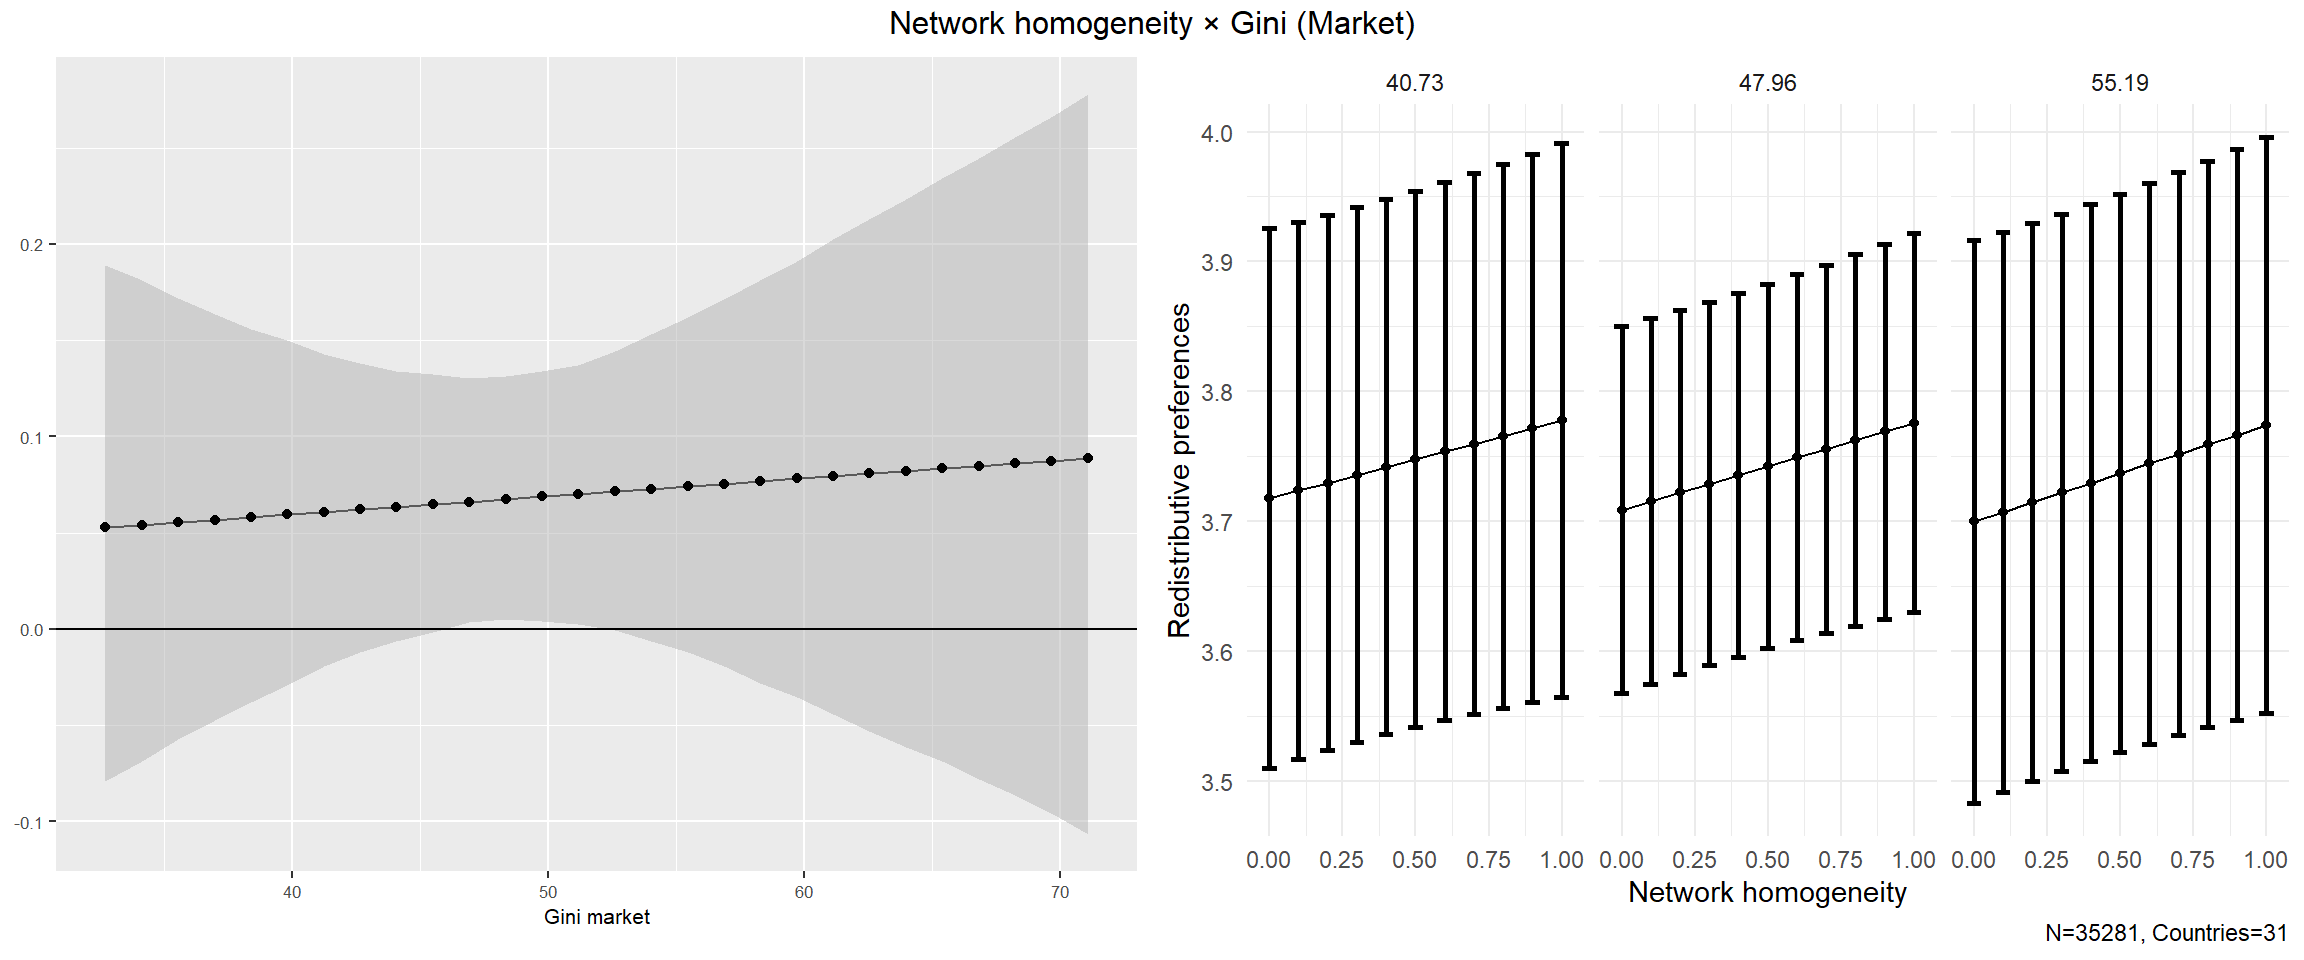 Network homogeneity × Gini (Market)
0.2
0.1
0.0
-0.1
40 50 60 70
Gini market
40.73 47.96 55.19
Redistributive preferences
4.0
3.9
3.8
3.7
3.6
3.5
0.00 0.25 0.50 0.75 1.00 0.00 0.25 0.50 0.75 1.00 0.00 0.25 0.50 0.75 1.00
Network homogeneity
N=35281, Countries=31